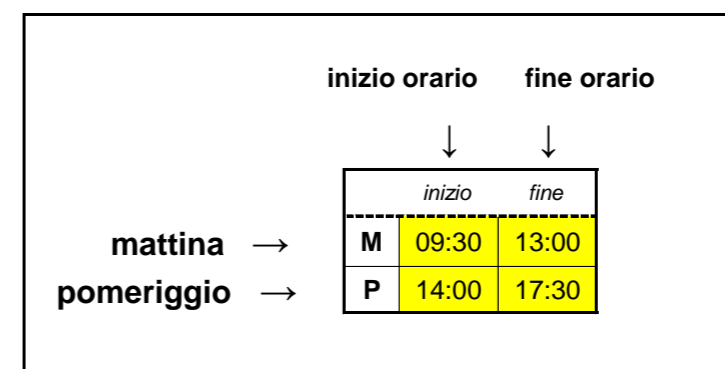 inizio orario fine orario
↓ ↓
inizio fine
mattina → M 09:30 13:00
pomeriggio → P 14:00 17:30